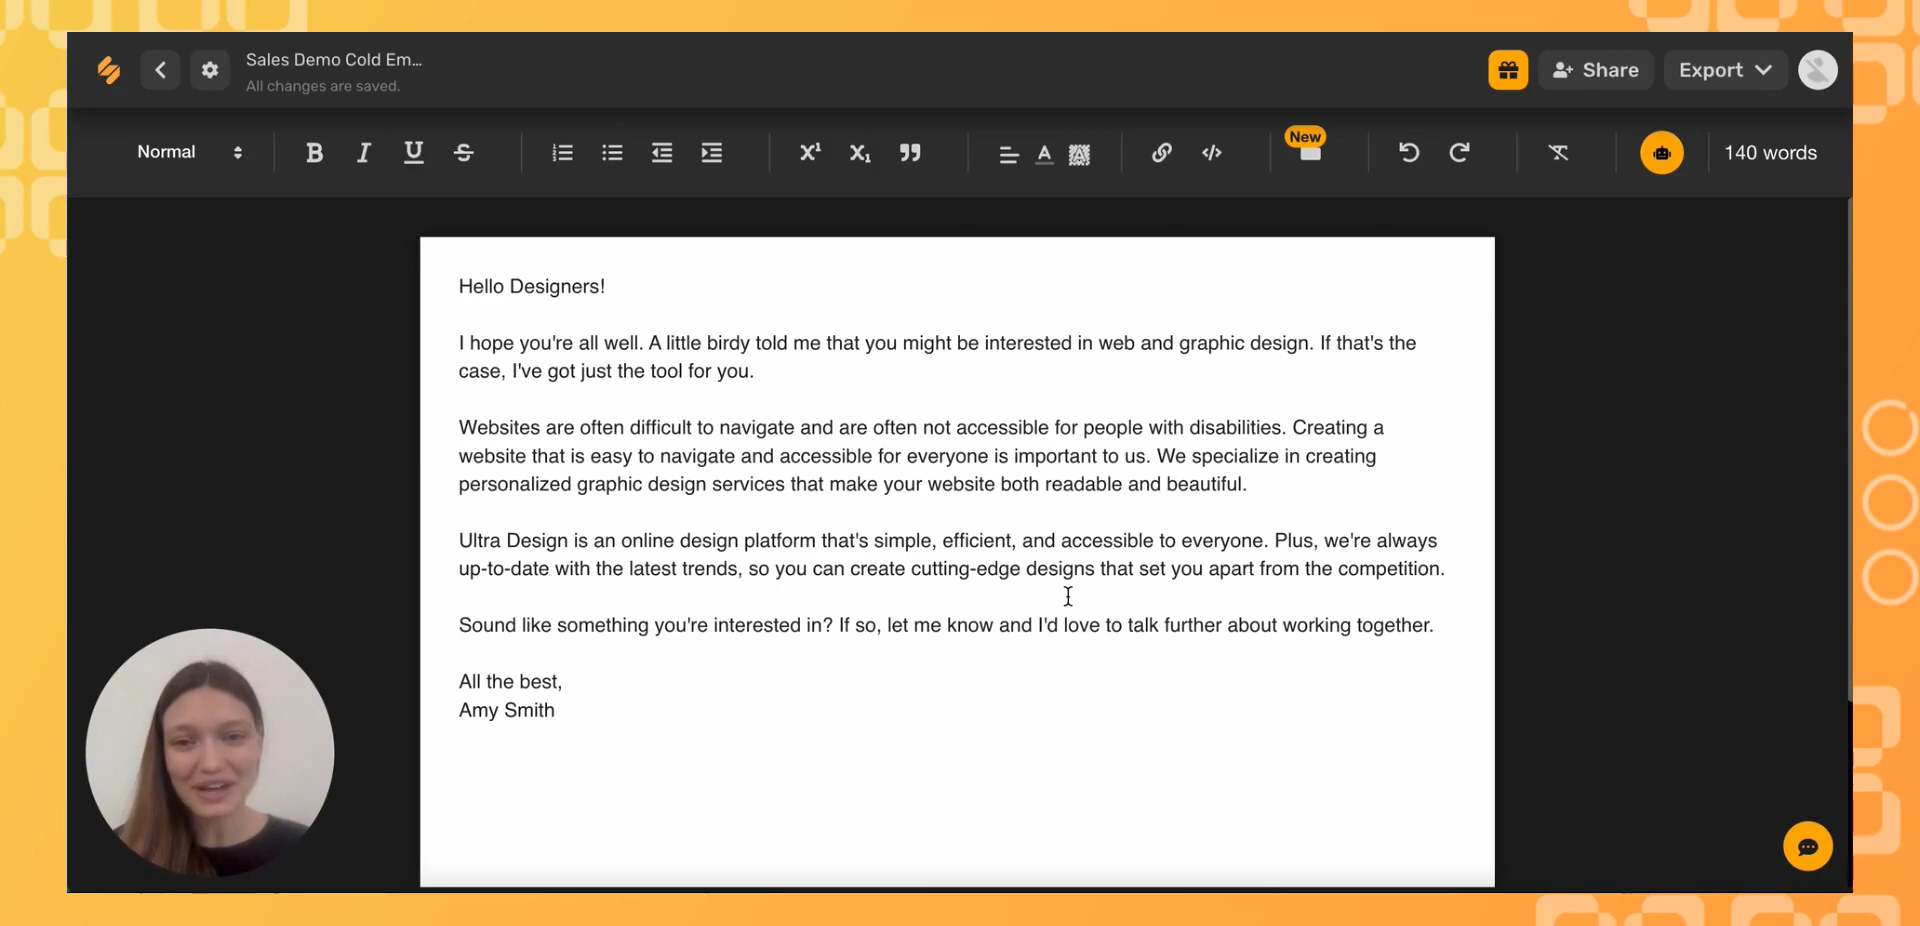 Sales Demo Cold Em...
All changes are saved.
Share
Export
Normal
B I U S
X¹ X₁
A
New
140 words
Hello Designers!
I hope you're all well. A little birdy told me that you might be interested in web and graphic design. If that's the
case, I've got just the tool for you.
Websites are often difficult to navigate and are often not accessible for people with disabilities. Creating a
website that is easy to navigate and accessible for everyone is important to us. We specialize in creating
personalized graphic design services that make your website both readable and beautiful.
Ultra Design is an online design platform that's simple, efficient, and accessible to everyone. Plus, we're always
up-to-date with the latest trends, so you can create cutting-edge designs that set you apart from the competition.
Sound like something you're interested in? If so, let me know and I'd love to talk further about working together.
All the best,
Amy Smith